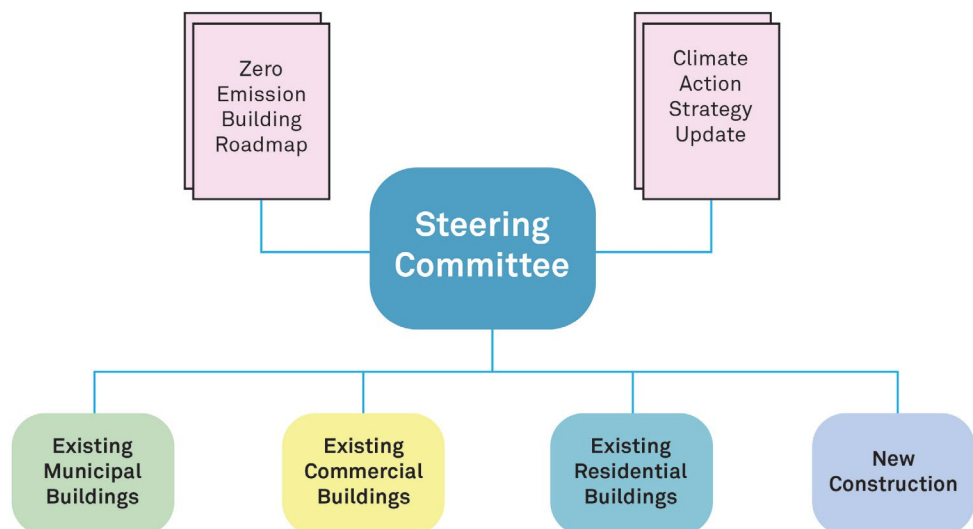 Zero
Emission
Building
Roadmap
Climate
Action
Strategy
Update
Steering
Committee
Existing
Municipal
Buildings
Existing
Commercial
Buildings
Existing
Residential
Buildings
New
Construction